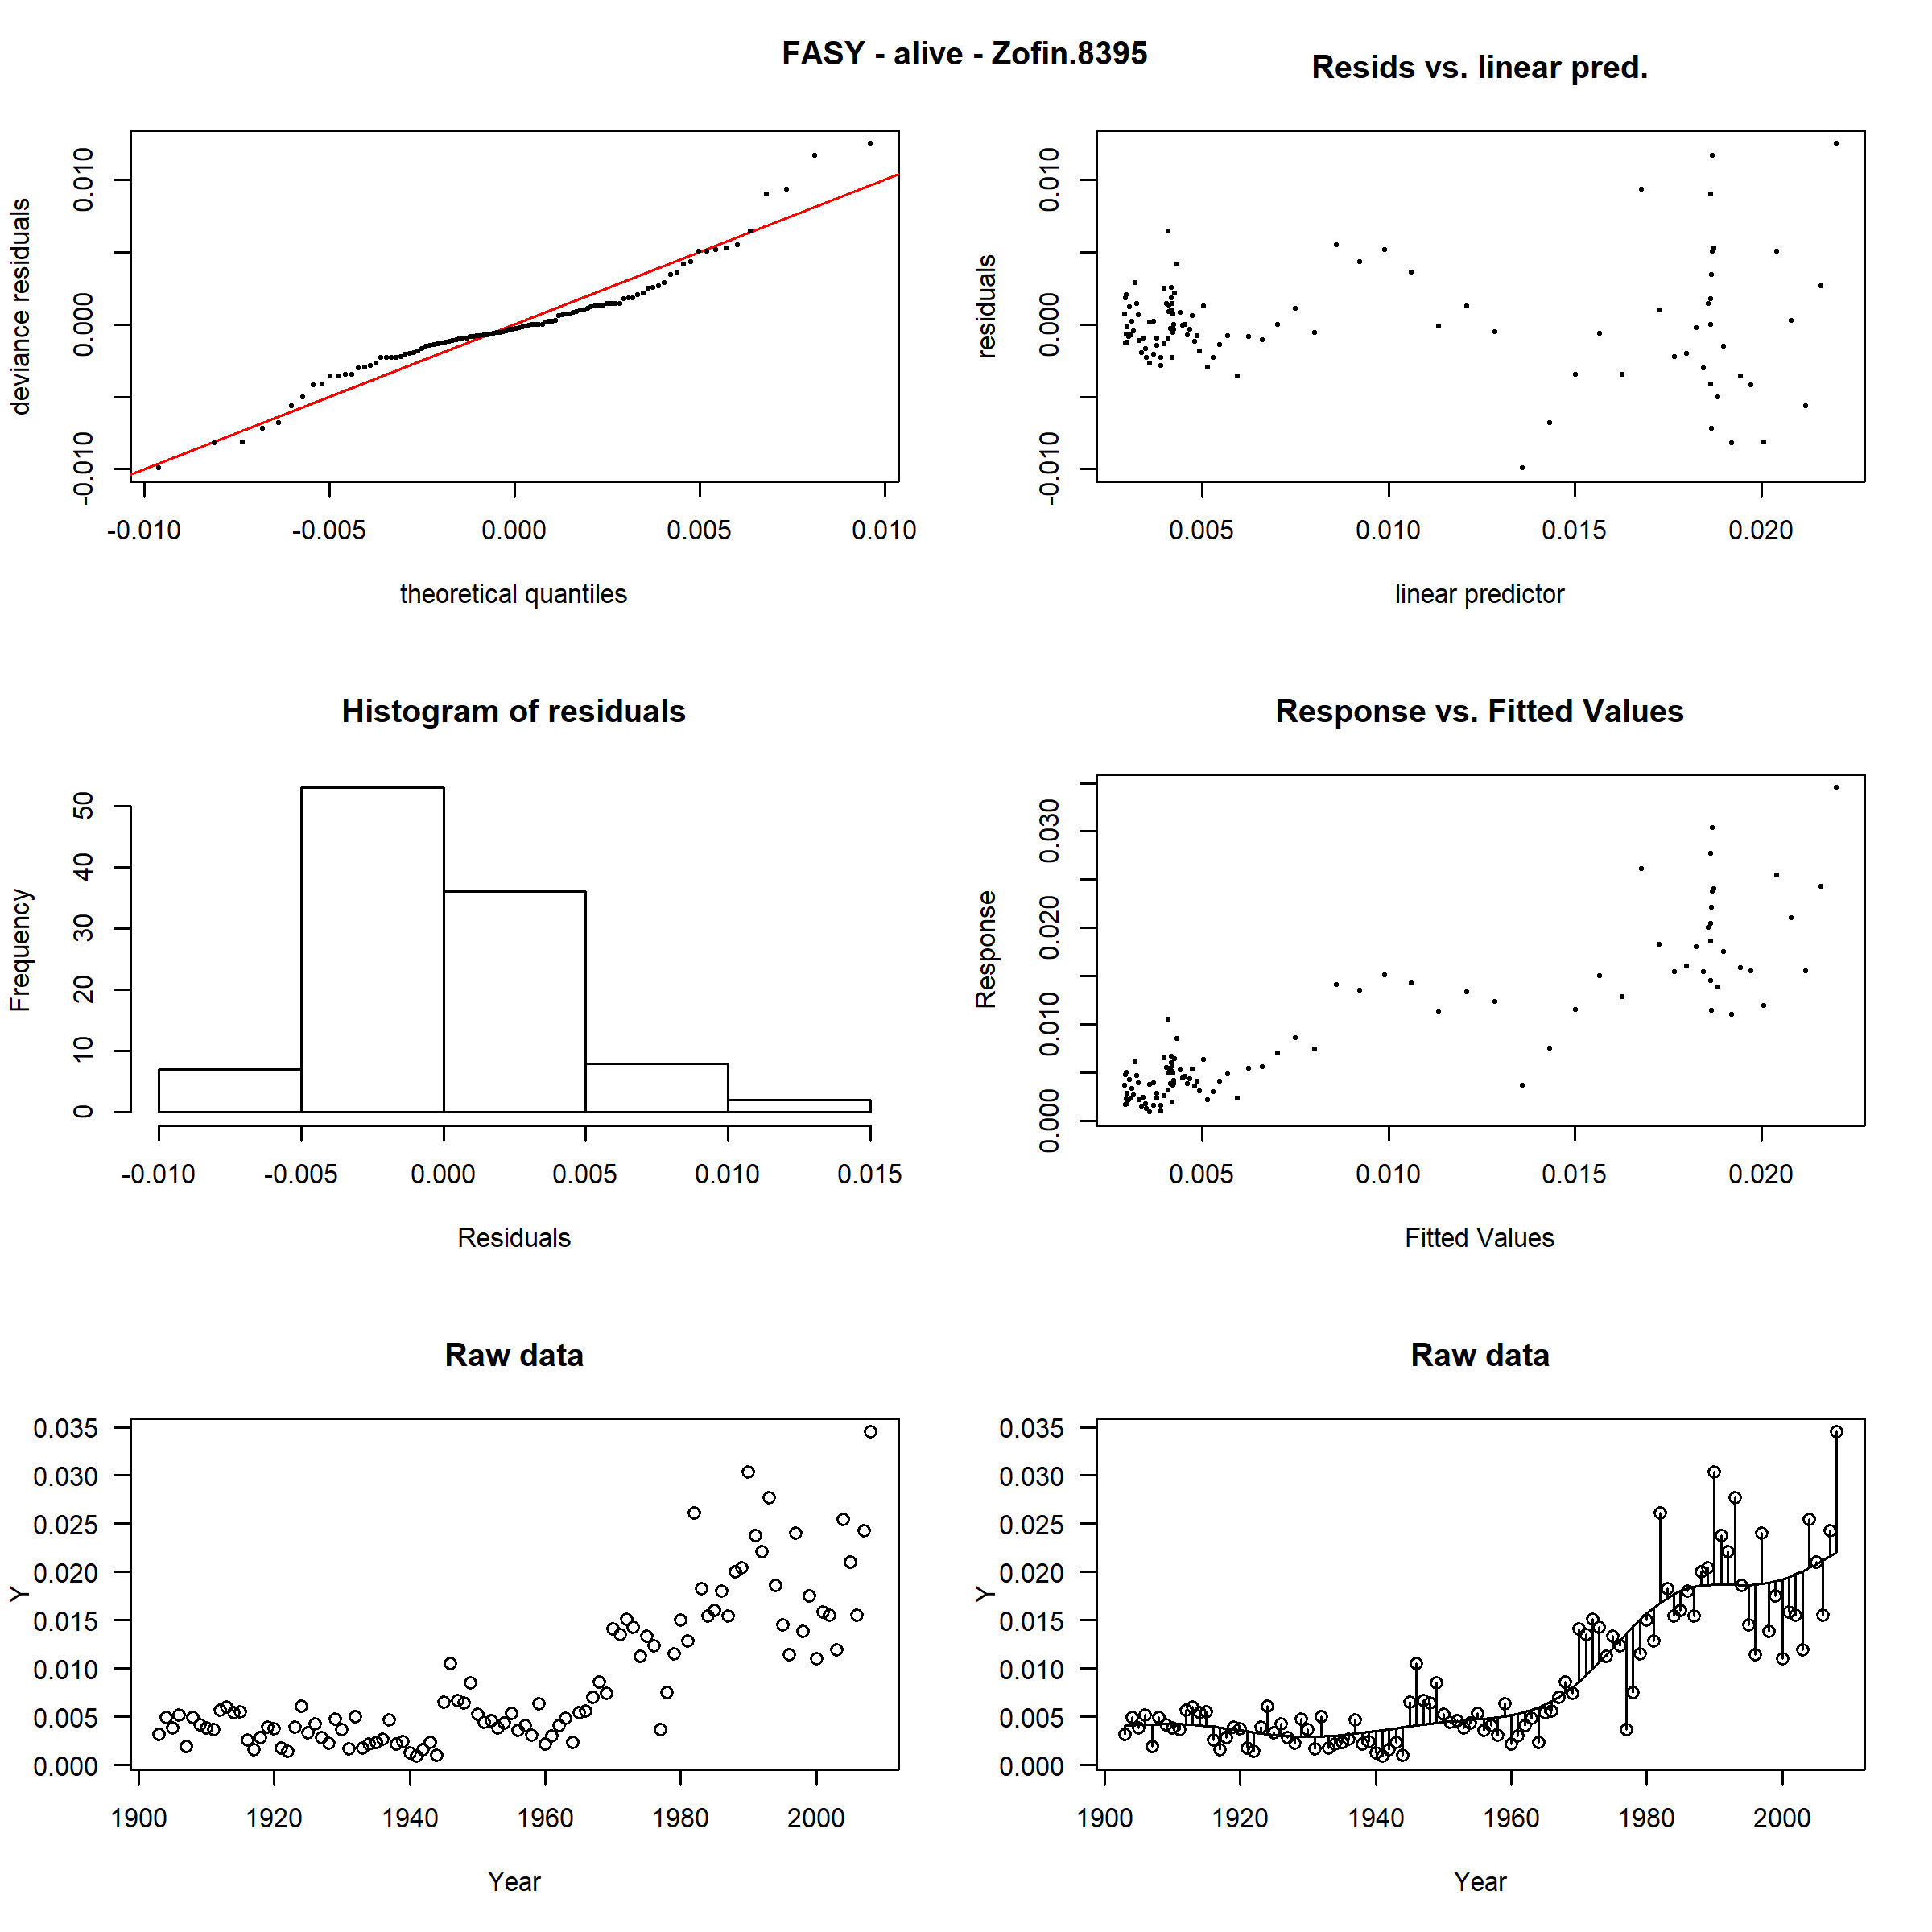 FASY - alive - Zofin.8395
Resids vs. linear pred.
deviance residuals
0.010
0.000
-0.010
-0.010 -0.005 0.000 0.005 0.010
theoretical quantiles
residuals
0.010
0.000
-0.010
0.005 0.010 0.015 0.020
linear predictor
Histogram of residuals
Frequency
50
40
30
20
10
0
-0.010 -0.005 0.000 0.005 0.010 0.015
Residuals
Response vs. Fitted Values
Response
0.030
0.020
0.010
0.000
0.005 0.010 0.015 0.020
Fitted Values
Raw data
Y
0.035
0.030
0.025
0.020
0.015
0.010
0.005
0.000
1900 1920 1940 1960 1980 2000
Year
Raw data
Y
0.035
0.030
0.025
0.020
0.015
0.010
0.005
0.000
1900 1920 1940 1960 1980 2000
Year